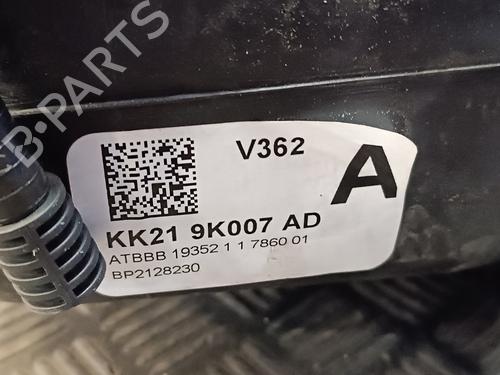 B-PARTS
V362
A
KK21 9K007 AD
ATBBB 19352 1 1 7860 01
BP2128230